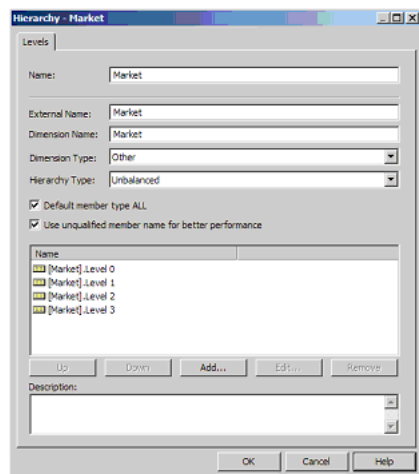 Hierarchy - Market
Levels
Name: Market
External Name: Market
Dimension Name: Market
Dimension Type: Other
Hierarchy Type: Unbalanced
Default member type ALL
Use unqualified member name for better performance
Name
[Market].Level 0
[Market].Level 1
[Market].Level 2
[Market].Level 3
Up Down Add... Edit... Remove
Description:
OK Cancel Help